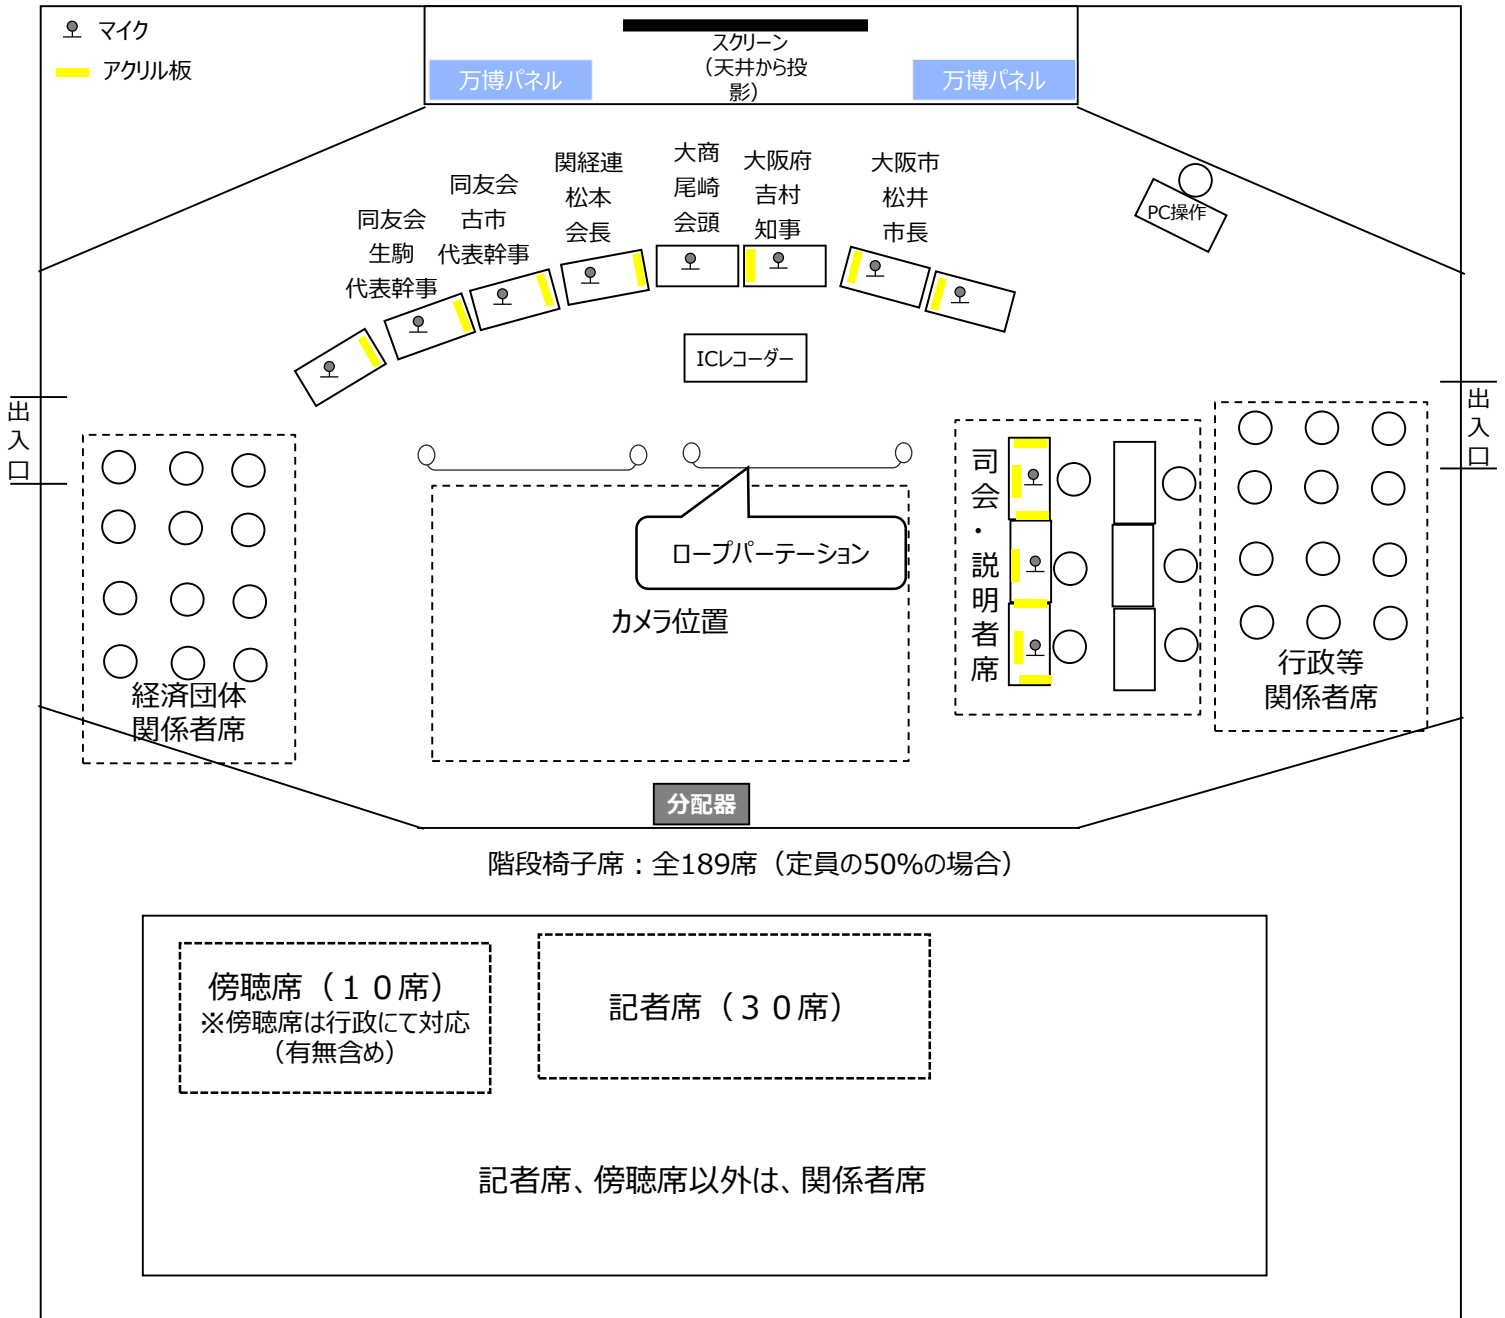 マイク
アクリル板
スクリーン
（天井から投
影）
万博パネル
万博パネル
同友会
生駒
代表幹事
同友会
古市
代表幹事
関経連
松本
会長
大商
尾崎
会頭
大阪府
吉村
知事
大阪市
松井
市長
PC操作
ICレコーダー
出入口
出入口
ロープパーテーション
カメラ位置
司会・説明者席
経済団体
関係者席
行政等
関係者席
分配器
階段椅子席：全189席（定員の50%の場合）
傍聴席（１０席）
※傍聴席は行政にて対応
（有無含め）
記者席（３０席）
記者席、傍聴席以外は、関係者席